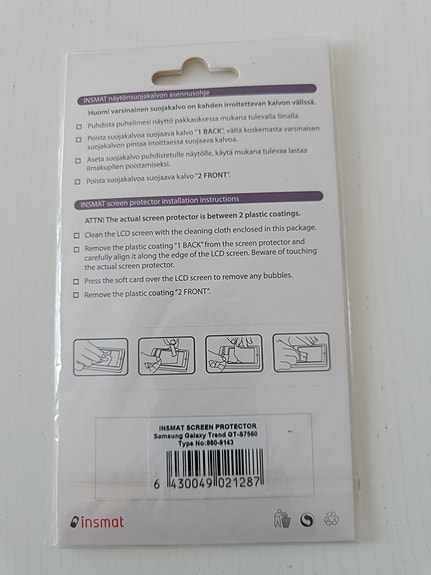 INSMAT näytönsuojakalvon asennusohje
Huom! varsinainen suojakalvo on kahden irroitettavan kalvon välissä.
Puhdista puhelimesi näyttö pakkauksessa mukana tulevalla liinalla.
Poista suojakalvoa suojaava kalvo "1 BACK", vältä koskemasta varsinaisen
suojakalvon pintaa irroittaessa suojaava kalvoa.
Aseta suojakalvo puhdistetulle näytölle, käytä mukana tulevaa lastaa
ilmakuplien poistamiseksi.
Poista suojakalvoa suojaava kalvo "2 FRONT".
INSMAT screen protector installation instructions
ATTN! The actual screen protector is between 2 plastic coatings.
Clean the LCD screen with the cleaning cloth enclosed in this package.
Remove the plastic coating "1 BACK" from the screen protector and
carefully align it along the edge of the LCD screen. Beware of touching
the actual screen protector.
Press the soft card over the LCD screen to remove any bubbles.
Remove the plastic coating "2 FRONT".
INSMAT SCREEN PROTECTOR
Samsung Galaxy Trend GT-S7560
Type No:860-9143
6 430049 021287
insmat